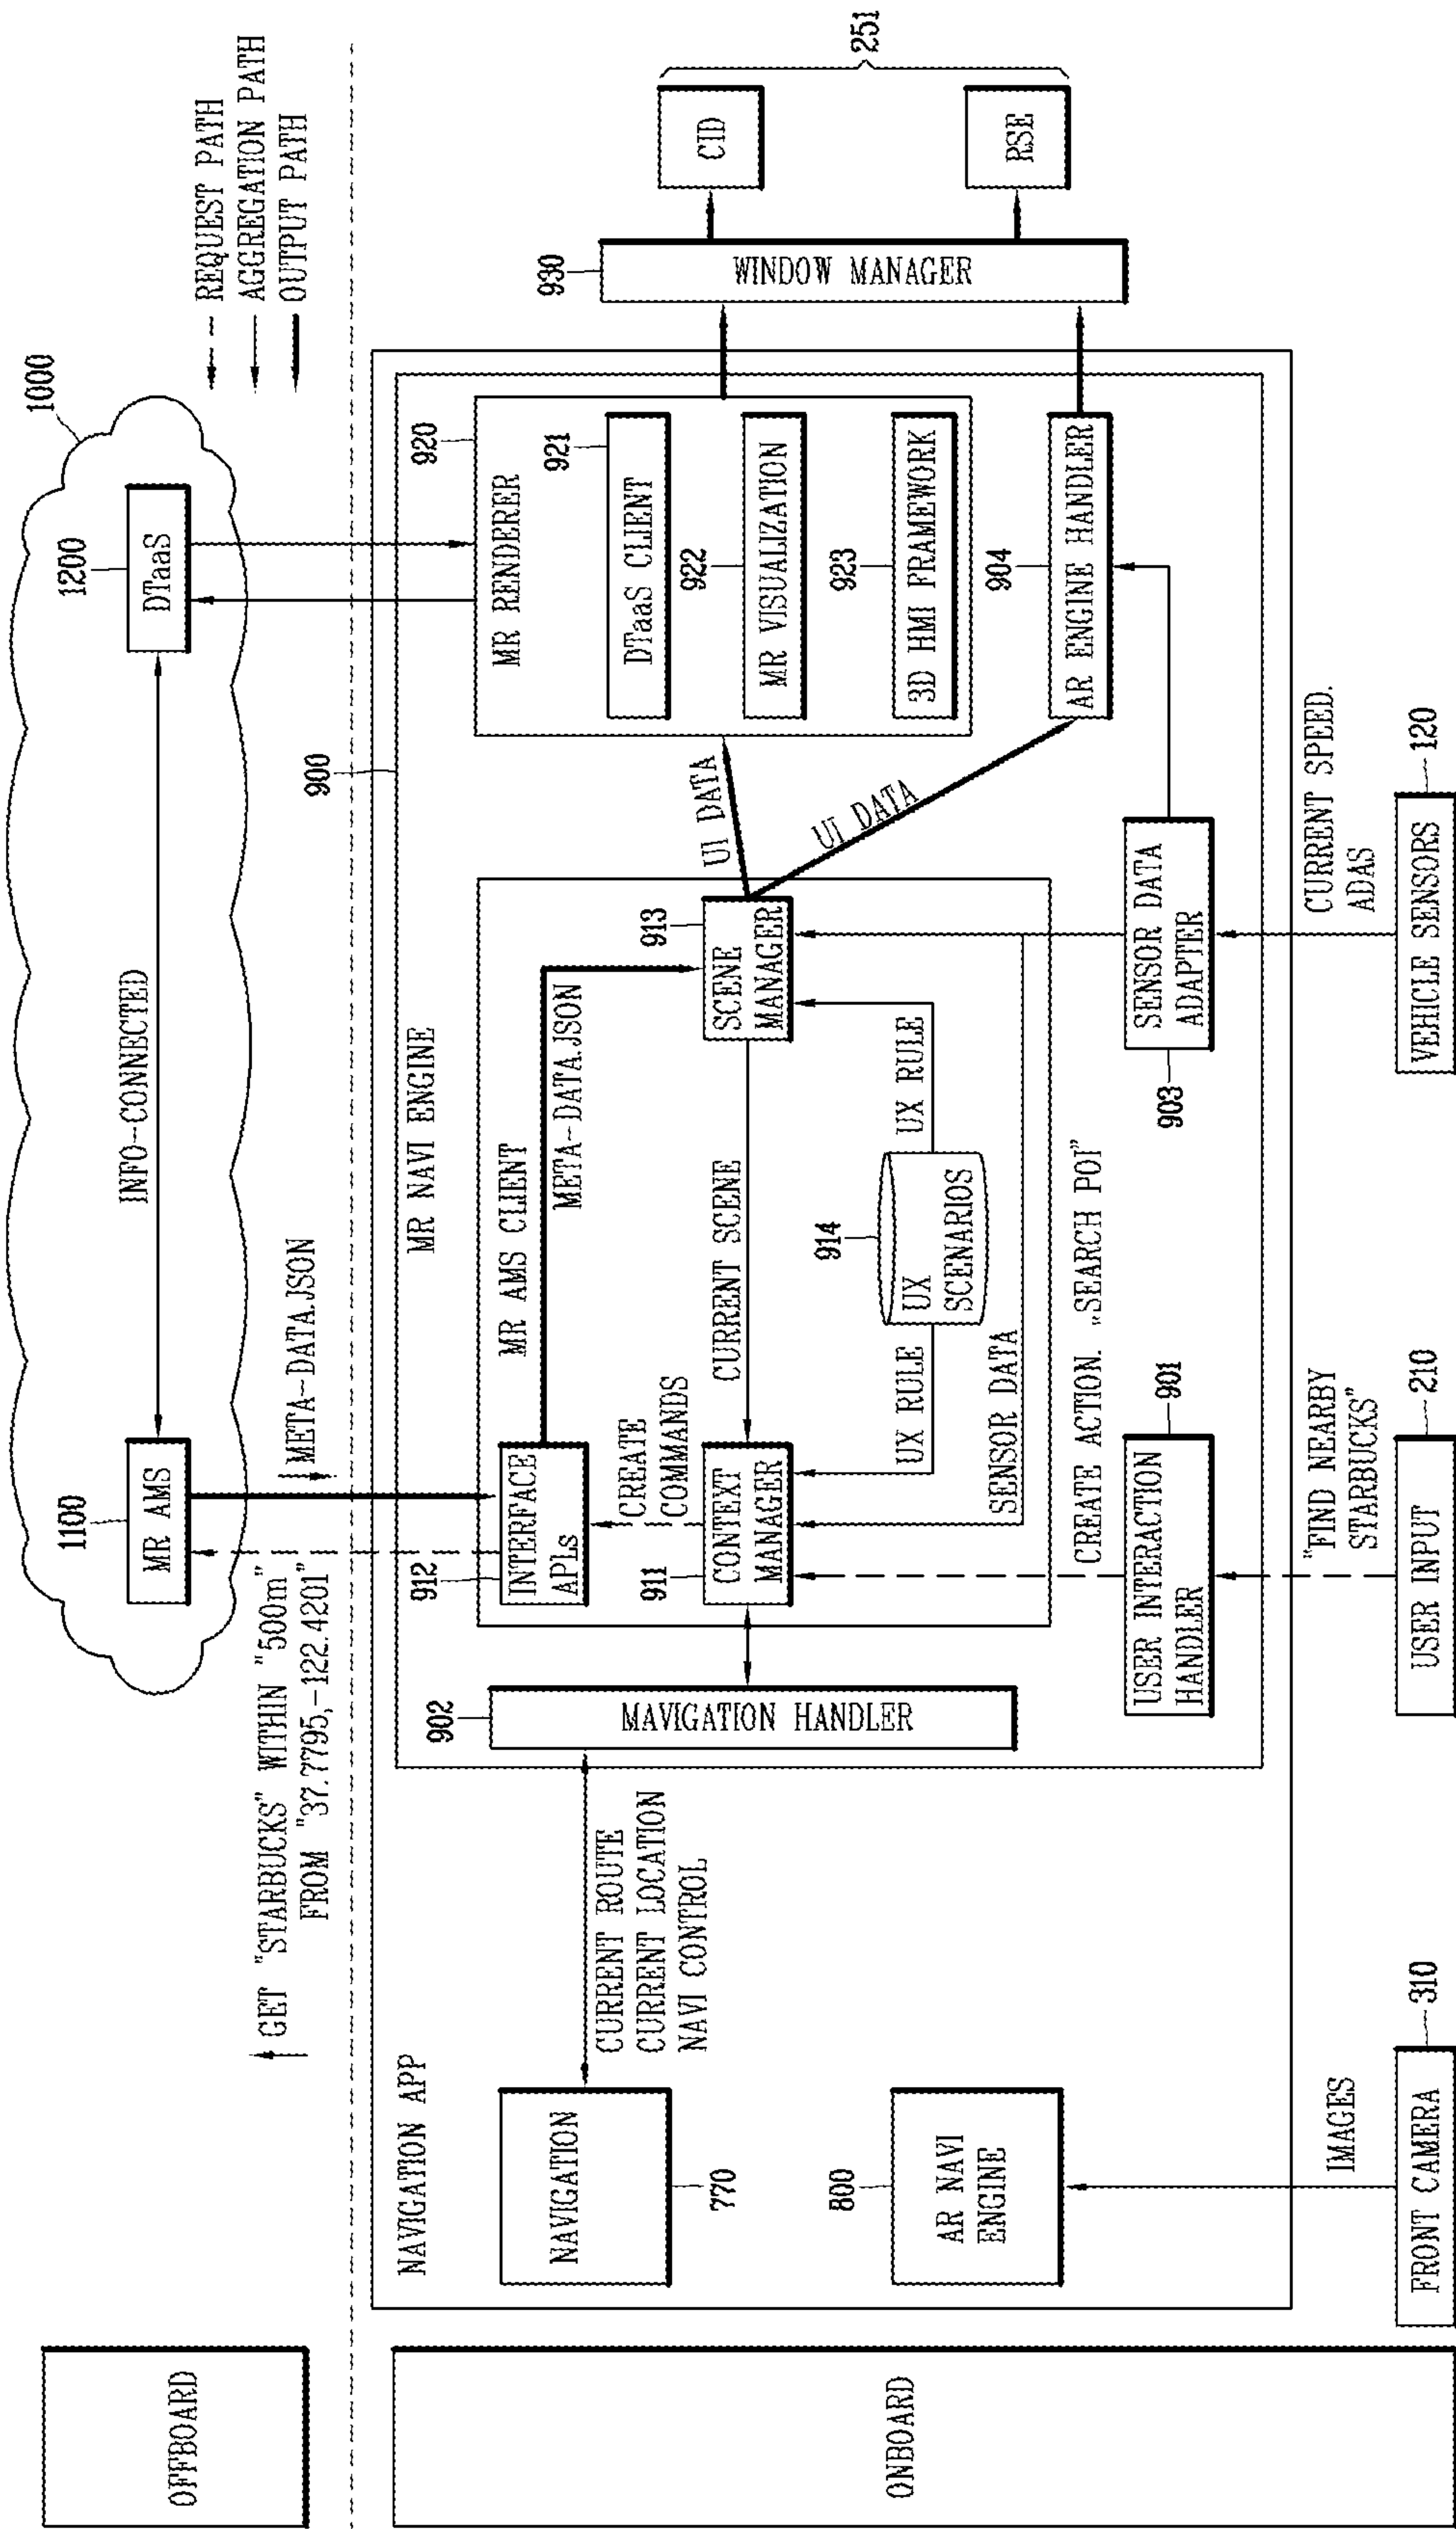 OFFBOARD
ONBOARD
1000
REQUEST PATH
AGGREGATION PATH
OUTPUT PATH
1100
MR AMS
INFO-CONNECTED
1200
DTaaS
GET "STARBUCKS" WITHIN "500m"
FROM "37.7795,-122.4201"
META-DATA.JSON
NAVIGATION APP
NAVIGATION
770
CURRENT ROUTE
CURRENT LOCATION
NAVI CONTROL
AR NAVI
ENGINE
800
MR NAVI ENGINE
900
902
MAVIGATION HANDLER
MR AMS CLIENT
912
INTERFACE
APLs
META-DATA.JSON
CREATE
COMMANDS
911
CONTEXT
MANAGER
CURRENT SCENE
913
SCENE
MANAGER
UX RULE
914
UX
SCENARIOS
UX RULE
SENSOR DATA
UI DATA
UI DATA
920
MR RENDERER
921
DTaaS CLIENT
922
MR VISUALIZATION
923
3D HMI FRAMEWORK
904
AR ENGINE HANDLER
CREATE ACTION. „SEARCH POI"
901
USER INTERACTION
HANDLER
903
SENSOR DATA
ADAPTER
930
WINDOW MANAGER
CID
RSE
251
IMAGES
FRONT CAMERA
310
"FIND NEARBY
STARBUCKS"
USER INPUT
210
CURRENT SPEED.
ADAS
VEHICLE SENSORS
120